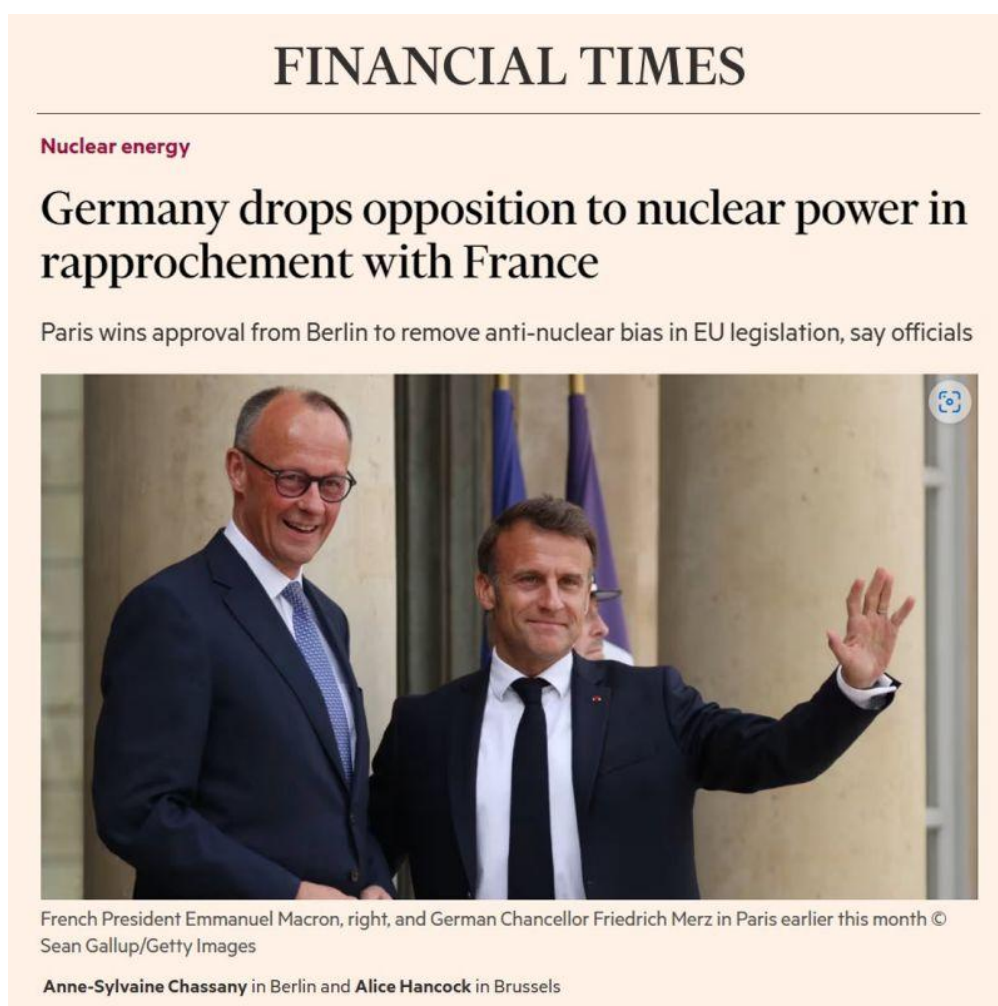 FINANCIAL TIMES
Nuclear energy
Germany drops opposition to nuclear power in
rapprochement with France
Paris wins approval from Berlin to remove anti-nuclear bias in EU legislation, say officials
French President Emmanuel Macron, right, and German Chancellor Friedrich Merz in Paris earlier this month ©
Sean Gallup/Getty Images
Anne-Sylvaine Chassany in Berlin and Alice Hancock in Brussels